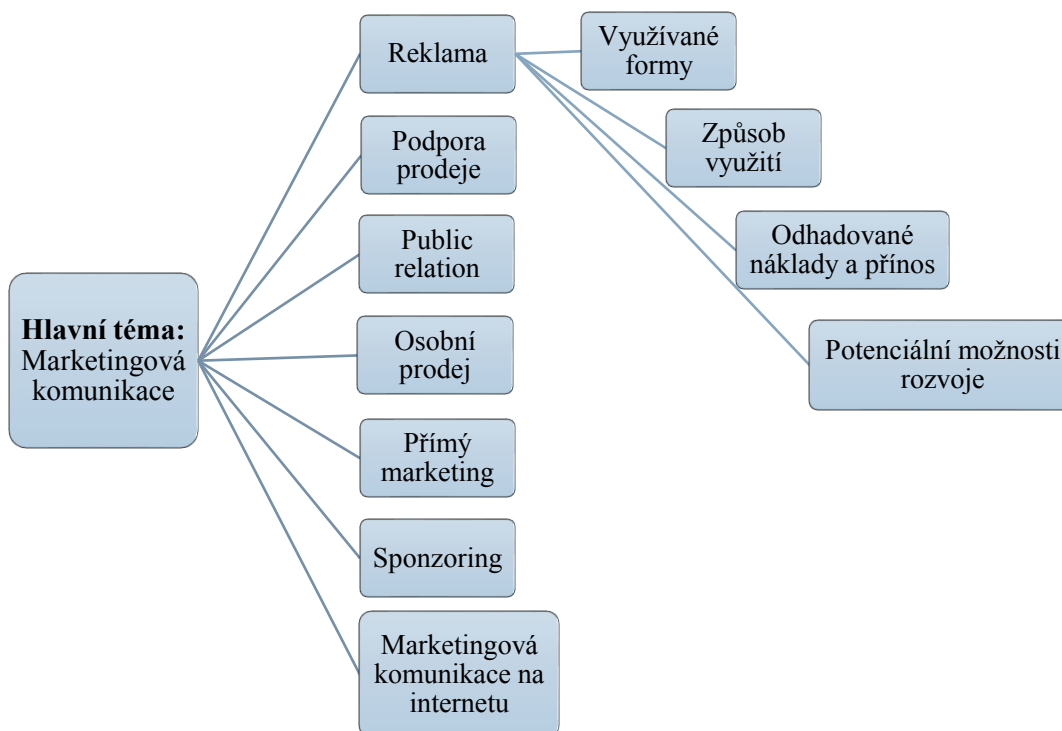 Hlavní téma:
Marketingová
komunikace
Reklama
Podpora
prodeje
Public
relation
Osobní
prodej
Přímý
marketing
Sponzoring
Marketingová
komunikace na
internetu
Využívané
formy
Způsob
využití
Odhadované
náklady a přínos
Potenciální možnosti
rozvoje